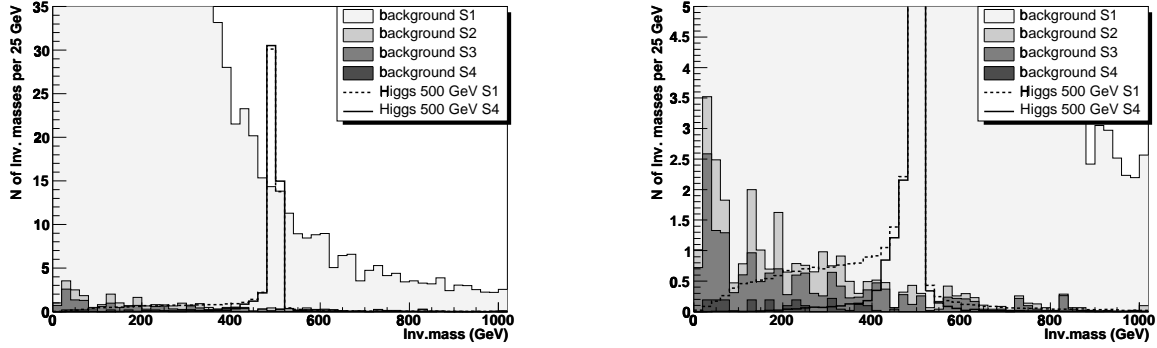 N of Inv. masses per 25 GeV
35
30
25
20
15
10
5
0
0 200 400 600 800 1000
Inv.mass (GeV)
background S1
background S2
background S3
background S4
Higgs 500 GeV S1
Higgs 500 GeV S4
N of Inv. masses per 25 GeV
5
4.5
4
3.5
3
2.5
2
1.5
1
0.5
0
0 200 400 600 800 1000
Inv.mass (GeV)
background S1
background S2
background S3
background S4
Higgs 500 GeV S1
Higgs 500 GeV S4